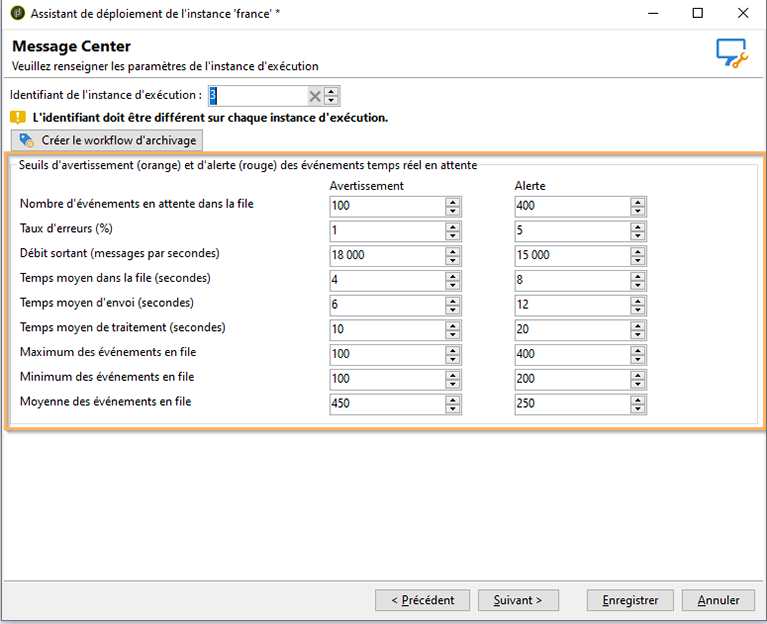 Assistant de déploiement de l'instance 'france' *
Message Center
Veuillez renseigner les paramètres de l'instance d'exécution
Identifiant de l'instance d'exécution : 3
L'identifiant doit être différent sur chaque instance d'exécution.
Créer le workflow d'archivage
Seuils d'avertissement (orange) et d'alerte (rouge) des événements temps réel en attente
Avertissement Alerte
Nombre d'événements en attente dans la file 100 400
Taux d'erreurs (%) 1 5
Débit sortant (messages par secondes) 18 000 15 000
Temps moyen dans la file (secondes) 4 8
Temps moyen d'envoi (secondes) 6 12
Temps moyen de traitement (secondes) 10 20
Maximum des événements en file 100 400
Minimum des événements en file 100 200
Moyenne des événements en file 450 250
< Précédent Suivant > Enregistrer Annuler